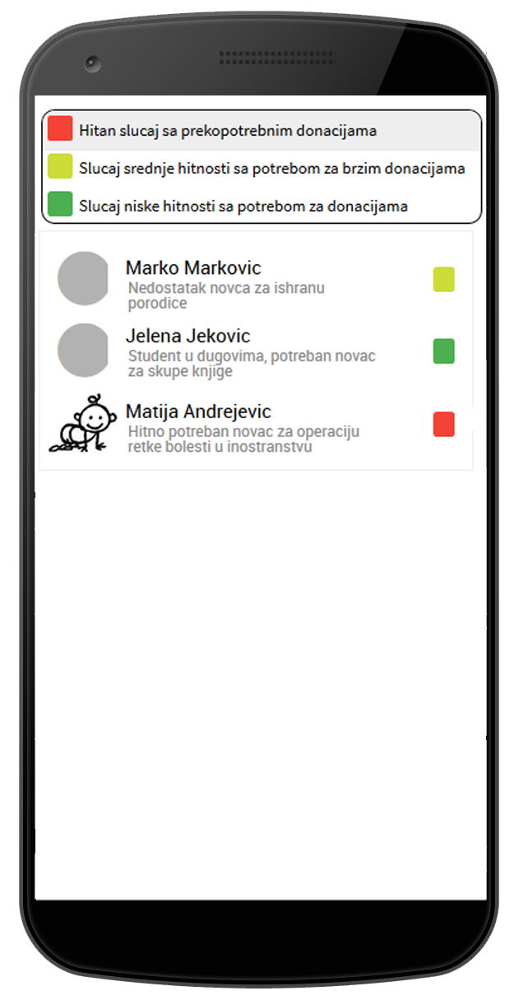 Hitan slucaj sa prekopotrebnim donacijama
Slucaj srednje hitnosti sa potrebom za brzim donacijama
Slucaj niske hitnosti sa potrebom za donacijama
Marko Markovic
Nedostatak novca za ishranu
porodice
Jelena Jekovic
Student u dugovima, potreban novac
za skupe knjige
Matija Andrejevic
Hitno potreban novac za operaciju
retke bolesti u inostranstvu